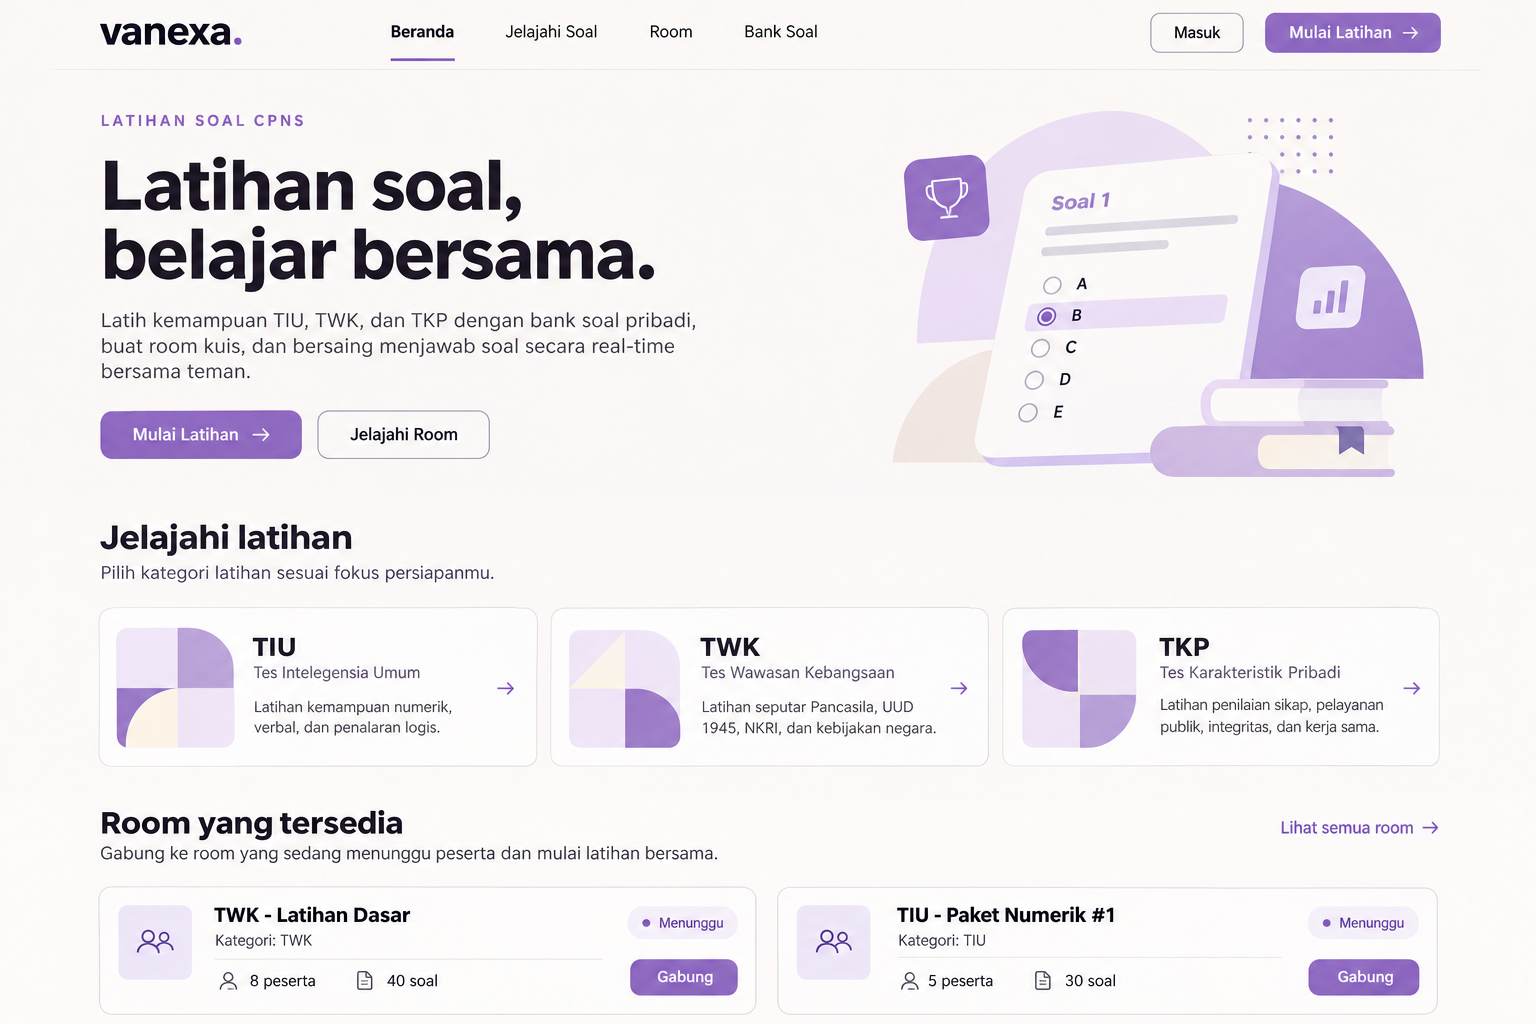 vanexa.
Beranda
Jelajahi Soal
Room
Bank Soal
Masuk
Mulai Latihan →
LATIHAN SOAL CPNS
Latihan soal,
belajar bersama.
Latih kemampuan TIU, TWK, dan TKP dengan bank soal pribadi,
buat room kuis, dan bersaing menjawab soal secara real-time
bersama teman.
Mulai Latihan →
Jelajahi Room
Soal 1
A
B
C
D
E
Jelajahi latihan
Pilih kategori latihan sesuai fokus persiapanmu.
TIU
Tes Intelegensia Umum
Latihan kemampuan numerik,
verbal, dan penalaran logis.
→
TWK
Tes Wawasan Kebangsaan
Latihan seputar Pancasila, UUD
1945, NKRI, dan kebijakan negara.
→
TKP
Tes Karakteristik Pribadi
Latihan penilaian sikap, pelayanan
publik, integritas, dan kerja sama.
→
Room yang tersedia
Gabung ke room yang sedang menunggu peserta dan mulai latihan bersama.
Lihat semua room →
TWK - Latihan Dasar
Kategori: TWK
8 peserta
40 soal
Menunggu
Gabung
TIU - Paket Numerik #1
Kategori: TIU
5 peserta
30 soal
Menunggu
Gabung